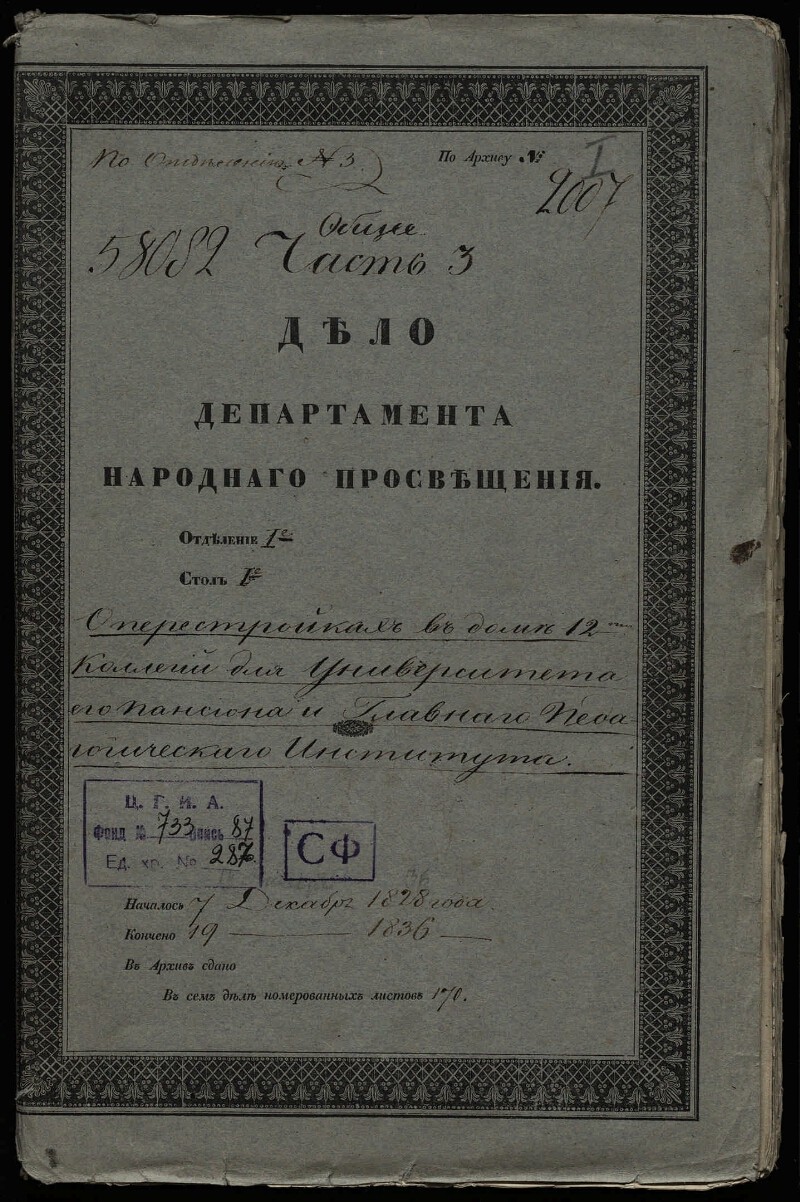 По Отдѣленію № 3
По Архиву №
I
2007
Общее
58082 Часть 3
ДѢЛО
ДЕПАРТАМЕНТА
НАРОДНАГО ПРОСВѢЩЕНІЯ.
Отдѣленіе 1е
Столъ 1е
О перестройкахъ въ домѣ 12ти
Коллегій для Университета
его пансіона и Главнаго Педа-
гогическаго Института.
Ц. Г. И. А.
Фонд № 733 Опись 87
Ед. хр. № 287
СФ
Началось 7 Декабр 1828 года.
Кончено 19 — 1836 —
Въ Архивъ сдано
Въ семъ дѣлѣ номерованныхъ листовъ 170.